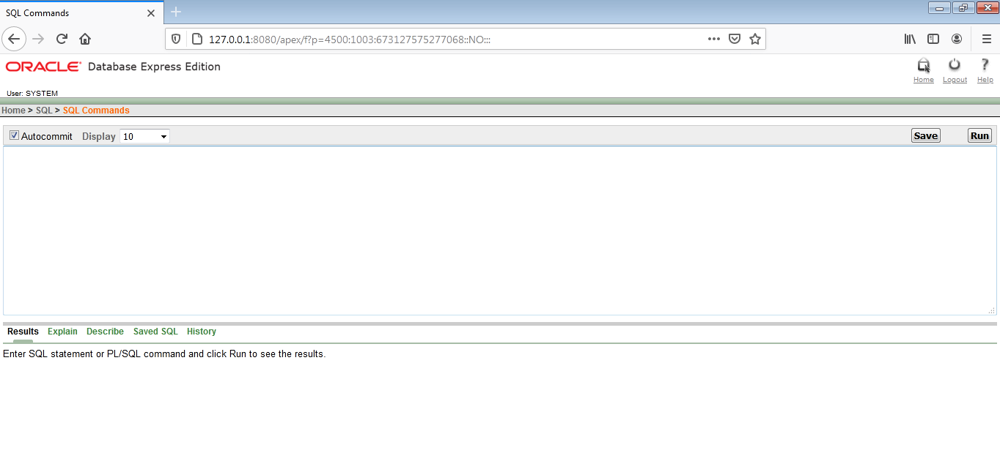 SQL Commands
127.0.0.1:8080/apex/f?p=4500:1003:673127575277068::NO:::
ORACLE Database Express Edition
Home Logout Help
User: SYSTEM
Home > SQL > SQL Commands
Autocommit Display 10 Save Run
Results Explain Describe Saved SQL History
Enter SQL statement or PL/SQL command and click Run to see the results.